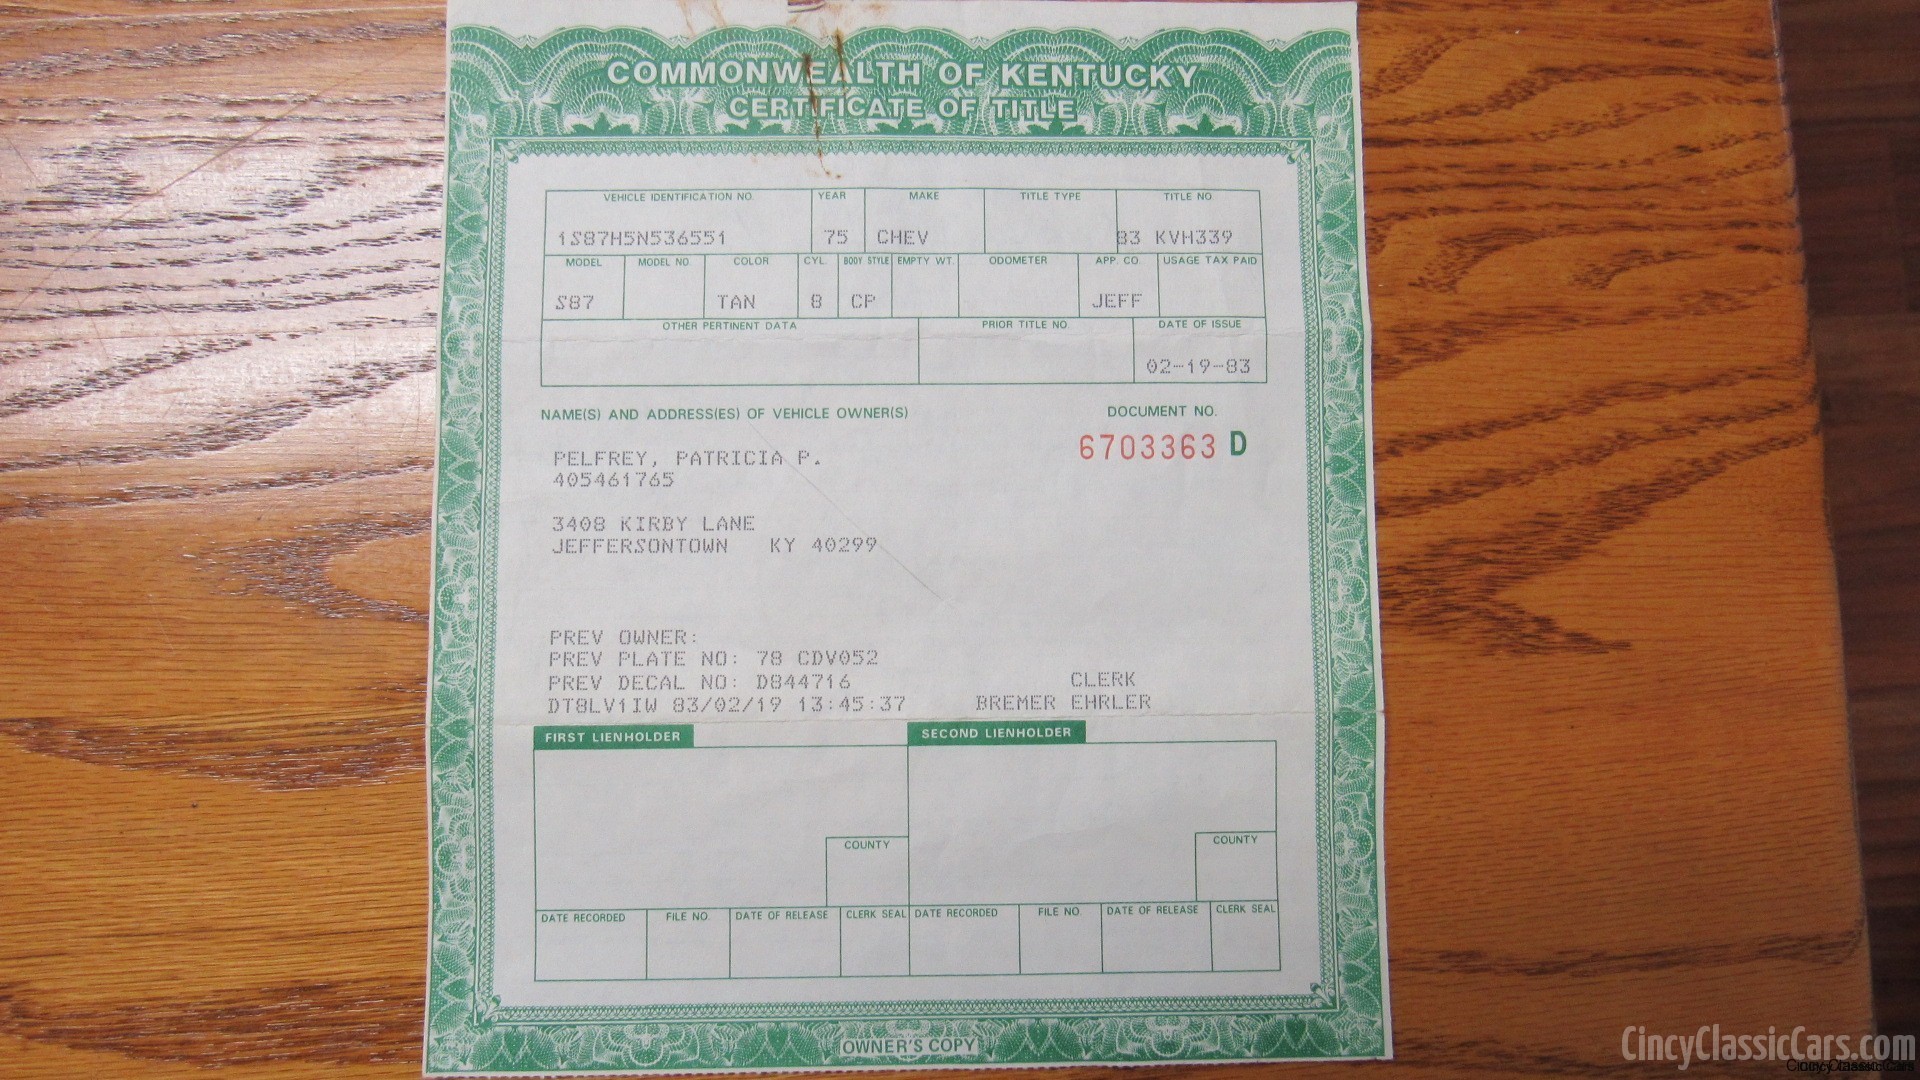 COMMONWEALTH OF KENTUCKY
CERTIFICATE OF TITLE
VEHICLE IDENTIFICATION NO. YEAR MAKE TITLE TYPE TITLE NO.
1S87H5N536551 75 CHEV 83 KVH339
MODEL MODEL NO. COLOR CYL. BODY STYLE EMPTY WT. ODOMETER APP. CO. USAGE TAX PAID
S87 TAN 8 CP JEFF
OTHER PERTINENT DATA PRIOR TITLE NO. DATE OF ISSUE
02-19-83
NAME(S) AND ADDRESS(ES) OF VEHICLE OWNER(S) DOCUMENT NO.
6703363 D
PELFREY, PATRICIA P.
405461765
3408 KIRBY LANE
JEFFERSONTOWN KY 40299
PREV OWNER:
PREV PLATE NO: 78 CDV052
PREV DECAL NO: D844716 CLERK
DT8LV1IW 83/02/19 13:45:37 BREMER EHRLER
FIRST LIENHOLDER SECOND LIENHOLDER
COUNTY COUNTY
DATE RECORDED FILE NO. DATE OF RELEASE CLERK SEAL DATE RECORDED FILE NO. DATE OF RELEASE CLERK SEAL
OWNER'S COPY
CincyClassicCars.com